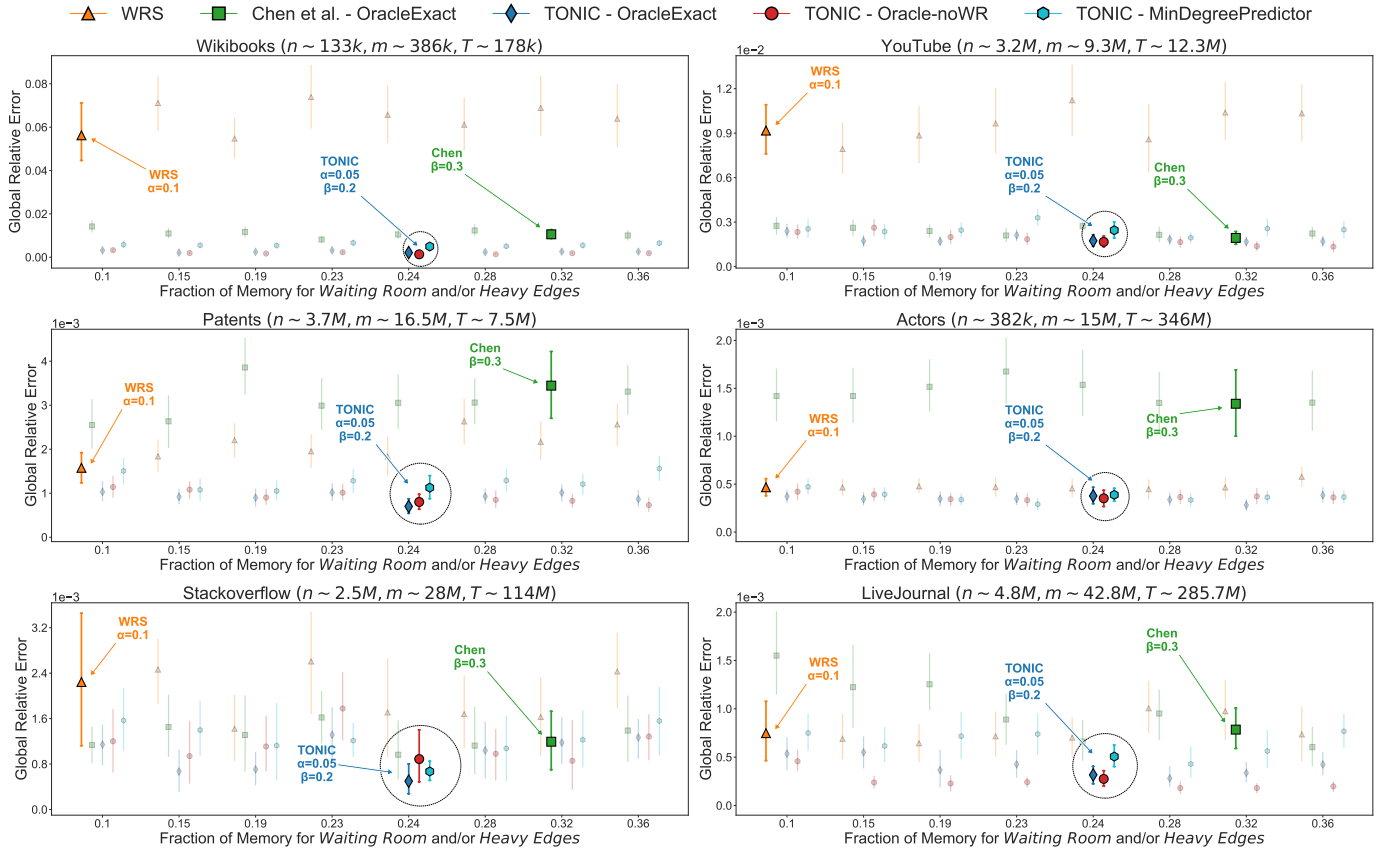 WRS Chen et al. - OracleExact TONIC - OracleExact TONIC - Oracle-noWR TONIC - MinDegreePredictor
Wikibooks (n ~ 133k, m ~ 386k, T ~ 178k)
Global Relative Error
0.08
0.06
0.04
0.02
0.00
WRS
α=0.1
TONIC
α=0.05
β=0.2
Chen
β=0.3
0.1 0.15 0.19 0.23 0.24 0.28 0.32 0.36
Fraction of Memory for Waiting Room and/or Heavy Edges
YouTube (n ~ 3.2M, m ~ 9.3M, T ~ 12.3M)
1e−2
Global Relative Error
1.2
0.9
0.6
0.3
0.0
WRS
α=0.1
TONIC
α=0.05
β=0.2
Chen
β=0.3
0.1 0.15 0.19 0.23 0.24 0.28 0.32 0.36
Fraction of Memory for Waiting Room and/or Heavy Edges
Patents (n ~ 3.7M, m ~ 16.5M, T ~ 7.5M)
1e−3
Global Relative Error
4
3
2
1
0
WRS
α=0.1
TONIC
α=0.05
β=0.2
Chen
β=0.3
0.1 0.15 0.19 0.23 0.24 0.28 0.32 0.36
Fraction of Memory for Waiting Room and/or Heavy Edges
Actors (n ~ 382k, m ~ 15M, T ~ 346M)
1e−3
Global Relative Error
2.0
1.5
1.0
0.5
0.0
WRS
α=0.1
TONIC
α=0.05
β=0.2
Chen
β=0.3
0.1 0.15 0.19 0.23 0.24 0.28 0.32 0.36
Fraction of Memory for Waiting Room and/or Heavy Edges
Stackoverflow (n ~ 2.5M, m ~ 28M, T ~ 114M)
1e−3
Global Relative Error
3.2
2.4
1.6
0.8
0.0
WRS
α=0.1
TONIC
α=0.05
β=0.2
Chen
β=0.3
0.1 0.15 0.19 0.23 0.24 0.28 0.32 0.36
Fraction of Memory for Waiting Room and/or Heavy Edges
LiveJournal (n ~ 4.8M, m ~ 42.8M, T ~ 285.7M)
1e−3
Global Relative Error
2.0
1.5
1.0
0.5
0.0
WRS
α=0.1
TONIC
α=0.05
β=0.2
Chen
β=0.3
0.1 0.15 0.19 0.23 0.24 0.28 0.32 0.36
Fraction of Memory for Waiting Room and/or Heavy Edges